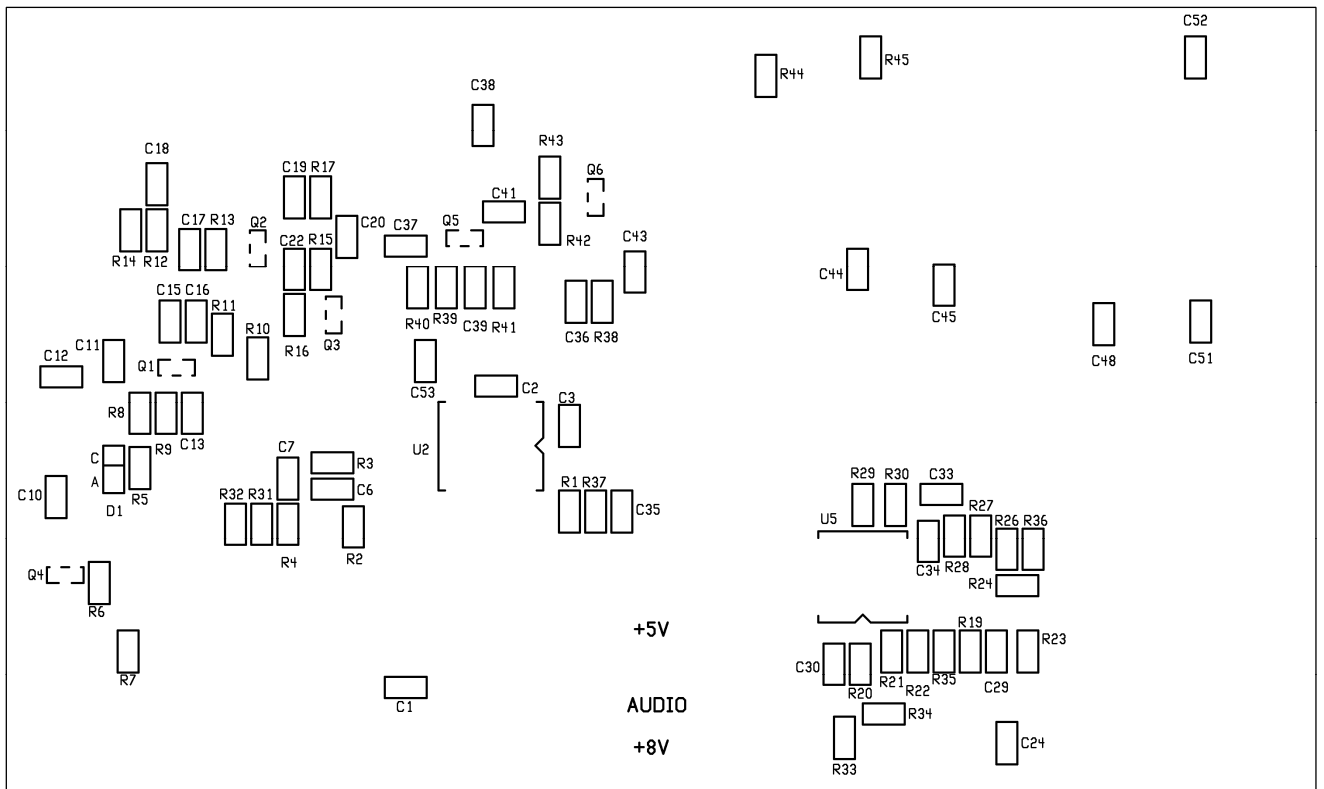 C52
R45
R44
C38
R43
C18
C19 R17
Q6
C41
C17 R13
Q2
C20
C37
Q5
C22 R15
R42
C43
R14 R12
C44
C15 C16
R11
C45
R40 R39 C39 R41
C36 R38
R10
R16
Q3
C11
C12
Q1
C48
C51
C53
C2
C3
R8
R9 C13
U2
C7
C
R3
R29 R30
C33
A
C6
C10
R5
R32 R31
R1 R37
R27
D1
C35
U5
R26 R36
R4
R2
C34 R28
Q4
R24
R6
+5V
R19
R23
C30
R7
R20
R21 R22 R35
C29
C1
AUDIO
R34
+8V
C24
R33